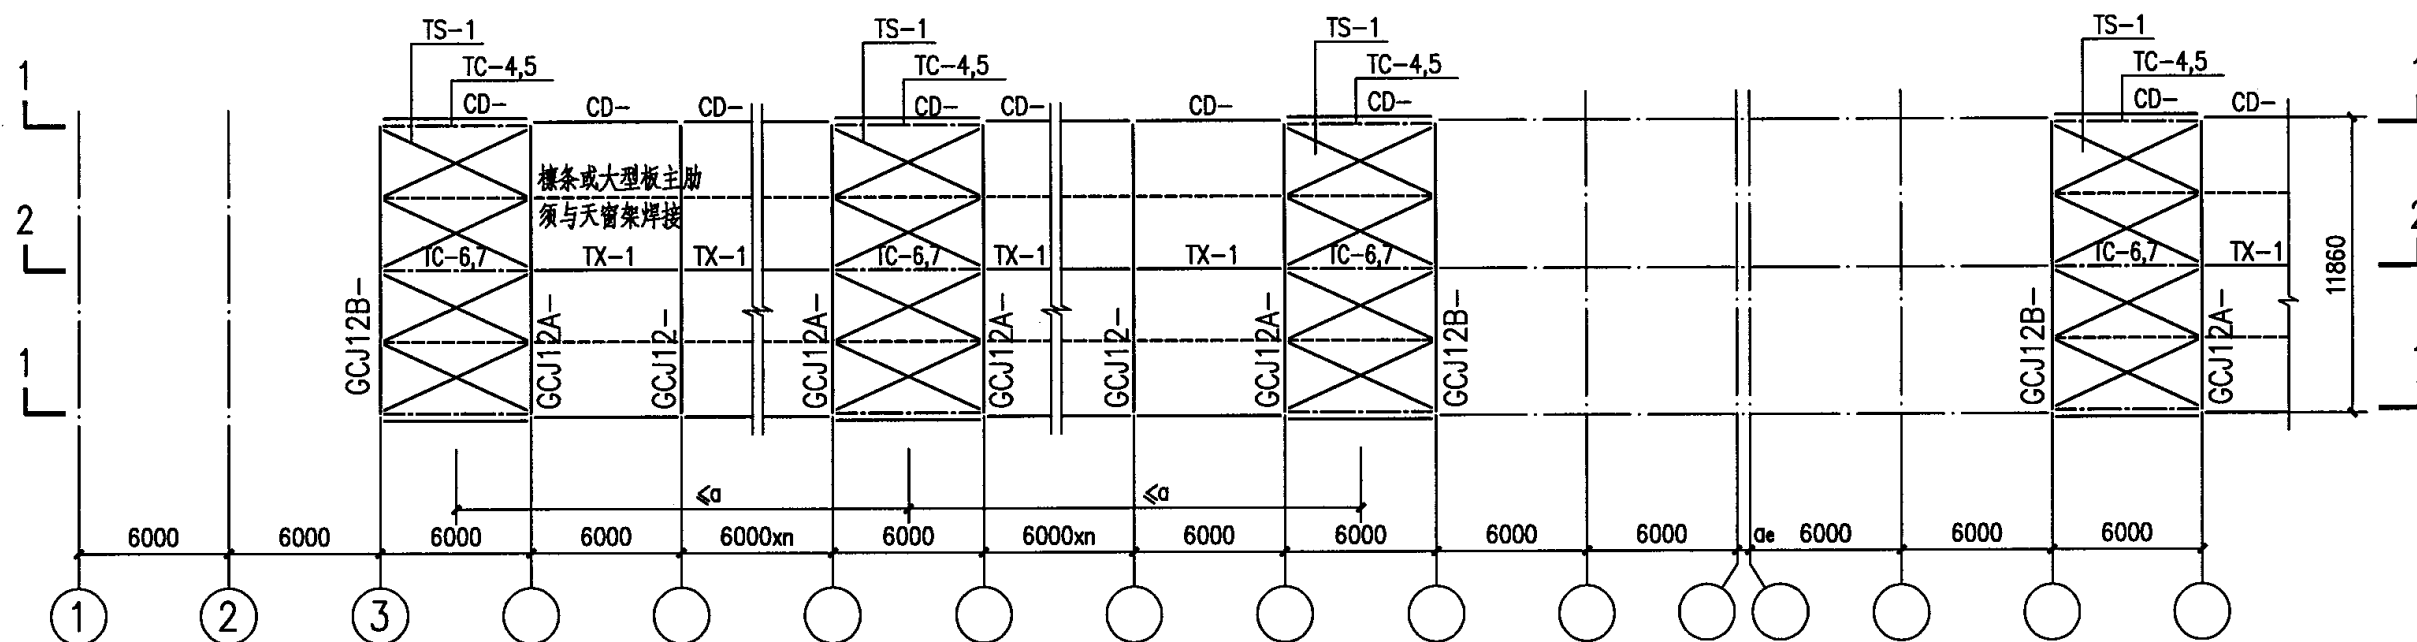 TS-1 TS-1 TS-1 TS-1
TC-4,5 TC-4,5 TC-4,5 TC-4,5
1
CD- CD- CD- CD- CD- CD- CD- CD- CD-
檩条或大型板主肋
须与天窗架焊接
2
TC-6,7 TX-1 TX-1 TC-6,7 TX-1 TX-1 TC-6,7 TC-6,7 TX-1
11860
1
GCJ12B- GCJ12A- GCJ12- GCJ12A- GCJ12A- GCJ12- GCJ12A- GCJ12B- GCJ12B- GCJ12A-
≤a ≤a
6000 6000 6000 6000 6000xn 6000 6000xn 6000 6000 6000 6000 ae 6000 6000 6000
1 2 3